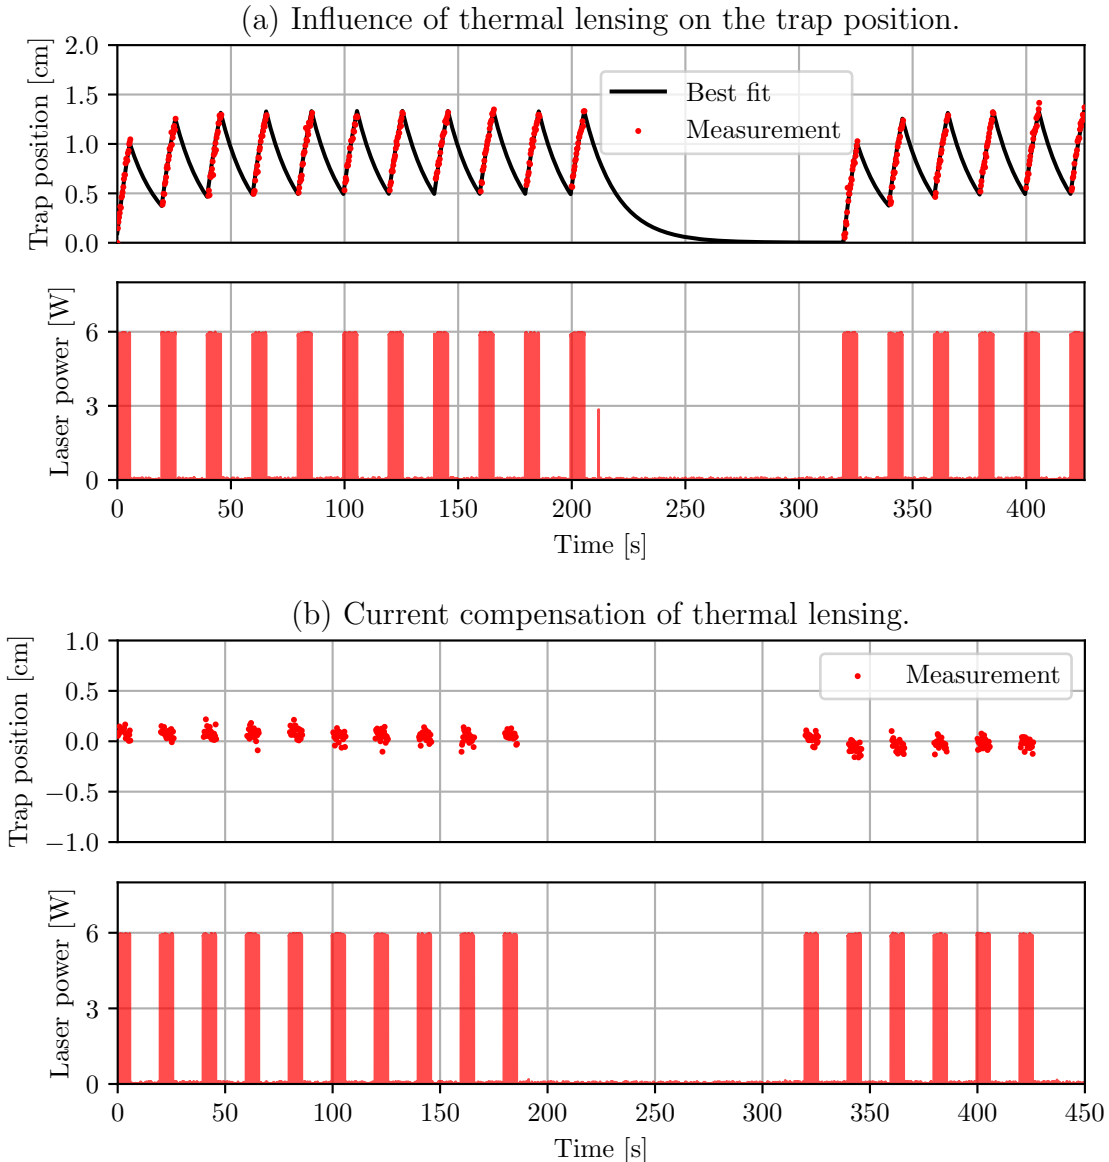 (a) Influence of thermal lensing on the trap position.
Trap position [cm]
2.0
1.5
1.0
0.5
0.0
Best fit
Measurement
Laser power [W]
6
3
0
0 50 100 150 200 250 300 350 400
Time [s]
(b) Current compensation of thermal lensing.
Trap position [cm]
1.0
0.5
0.0
−0.5
−1.0
Measurement
Laser power [W]
6
3
0
0 50 100 150 200 250 300 350 400 450
Time [s]